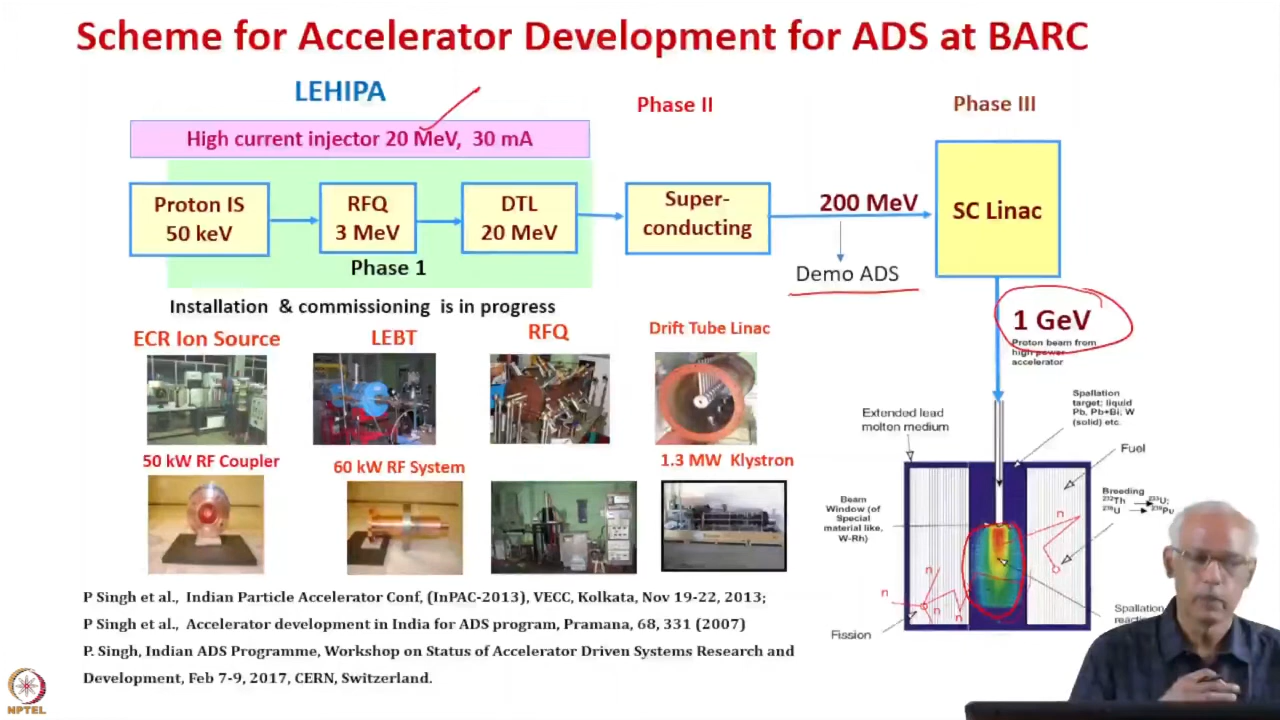 Scheme for Accelerator Development for ADS at BARC
LEHIPA
Phase II
Phase III
High current injector 20 MeV, 30 mA
Proton IS
50 keV
RFQ
3 MeV
DTL
20 MeV
Super-
conducting
200 MeV
SC Linac
Phase 1
Demo ADS
Installation & commissioning is in progress
1 GeV
Proton beam from
high power
accelerator
ECR Ion Source
LEBT
RFQ
Drift Tube Linac
50 kW RF Coupler
60 kW RF System
1.3 MW Klystron
Extended lead
molton medium
Spallation
target; liquid
Pb, Pb+Bi; W
(solid) etc.
Fuel
Breeding
²³²Th ²³³U;
²³⁸U ²³⁹Pu
Beam
Window (of
Special
material like,
W-Rh)
n
n
n
n
n
Fission
Spallation
P Singh et al., Indian Particle Accelerator Conf, (InPAC-2013), VECC, Kolkata, Nov 19-22, 2013;
P Singh et al., Accelerator development in India for ADS program, Pramana, 68, 331 (2007)
P. Singh, Indian ADS Programme, Workshop on Status of Accelerator Driven Systems Research and
Development, Feb 7-9, 2017, CERN, Switzerland.
NPTEL